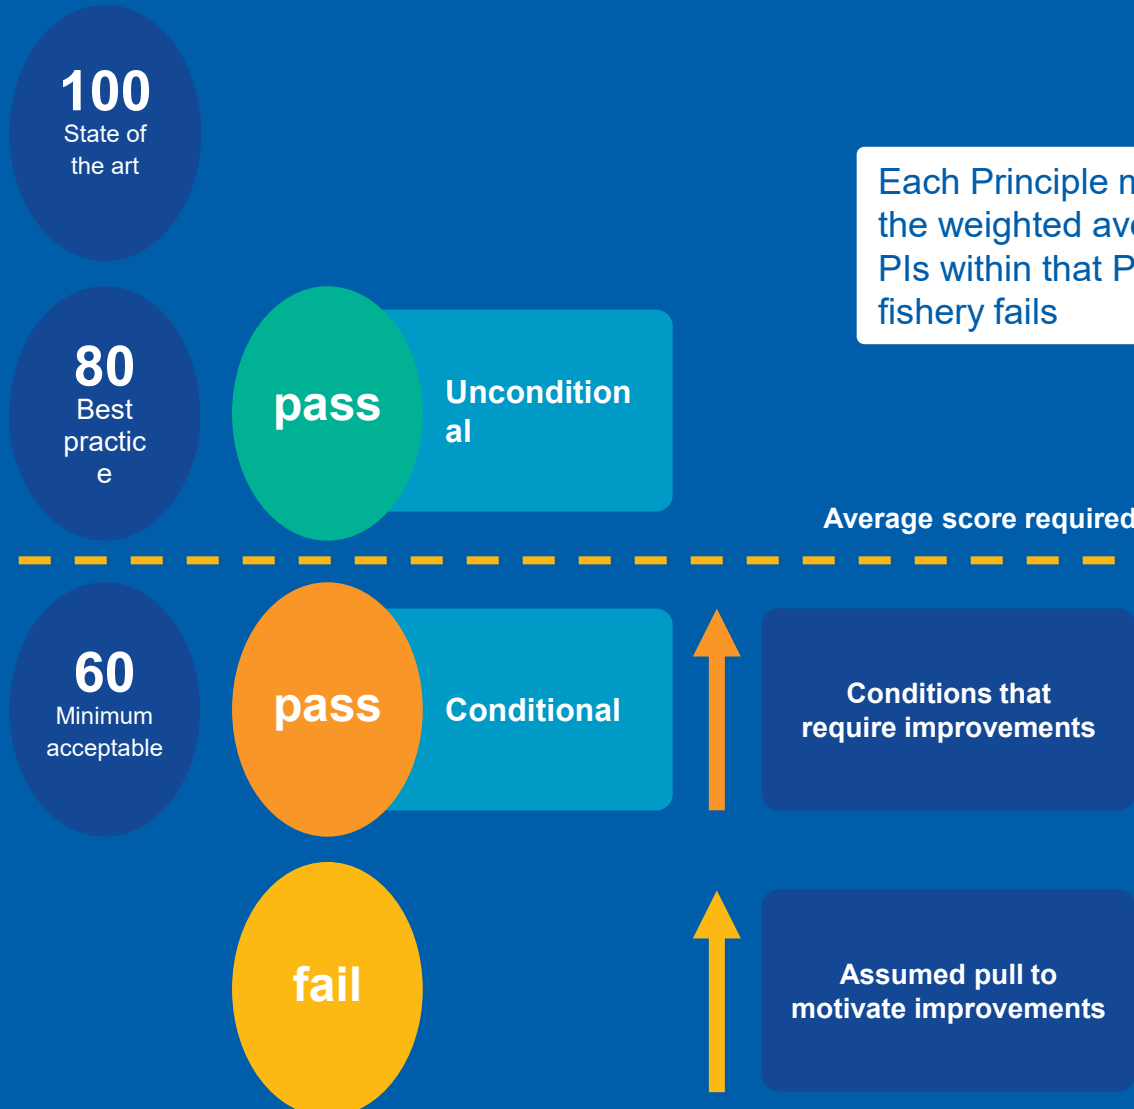 100
State of
the art
Each Principle
the weighted
PIs within that
fishery fails
80
Best
practic
e
pass
Uncondition
al
Average score required
60
Minimum
acceptable
pass
Conditional
Conditions that
require improvements
fail
Assumed pull to
motivate improvements